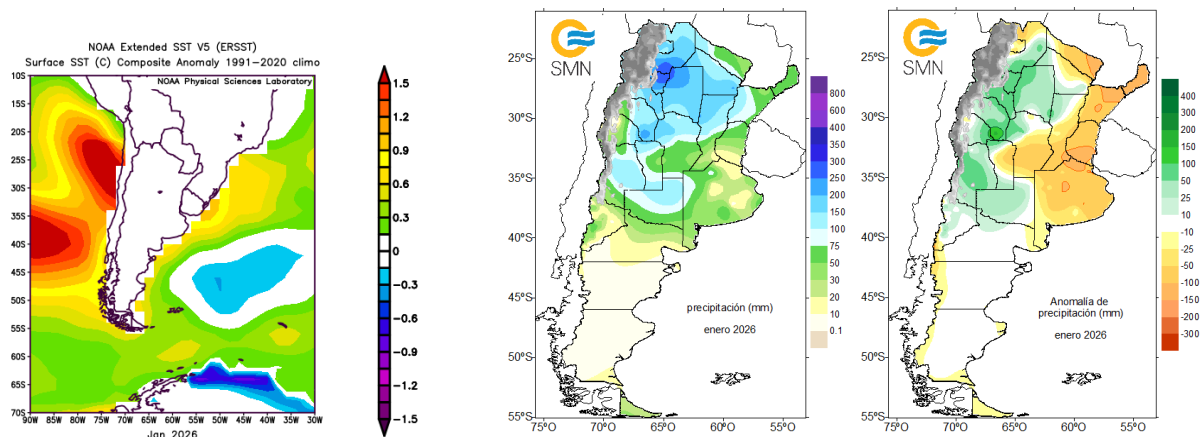 NOAA Extended SST V5 (ERSST)
Surface SST (C) Composite Anomaly 1991-2020 climo
NOAA Physical Sciences Laboratory
10S
15S
20S
25S
30S
35S
40S
45S
50S
55S
60S
65S
70S
90W 85W 80W 75W 70W 65W 60W 55W 50W 45W 40W 35W 30W
Jan 2026
1.5
1.2
0.9
0.6
0.3
0
-0.3
-0.6
-0.9
-1.2
-1.5
SMN
25°S
30°S
35°S
40°S
45°S
50°S
55°S
75°O 70°O 65°O 60°O 55°O
precipitación (mm)
enero 2026
800
600
400
350
300
250
200
150
100
75
50
30
20
10
0.1
SMN
25°S
30°S
35°S
40°S
45°S
50°S
55°S
75°O 70°O 65°O 60°O 55°O
Anomalía de
precipitación (mm)
enero 2026
400
200
150
100
50
25
10
-10
-25
-50
-100
-150
-200
-300